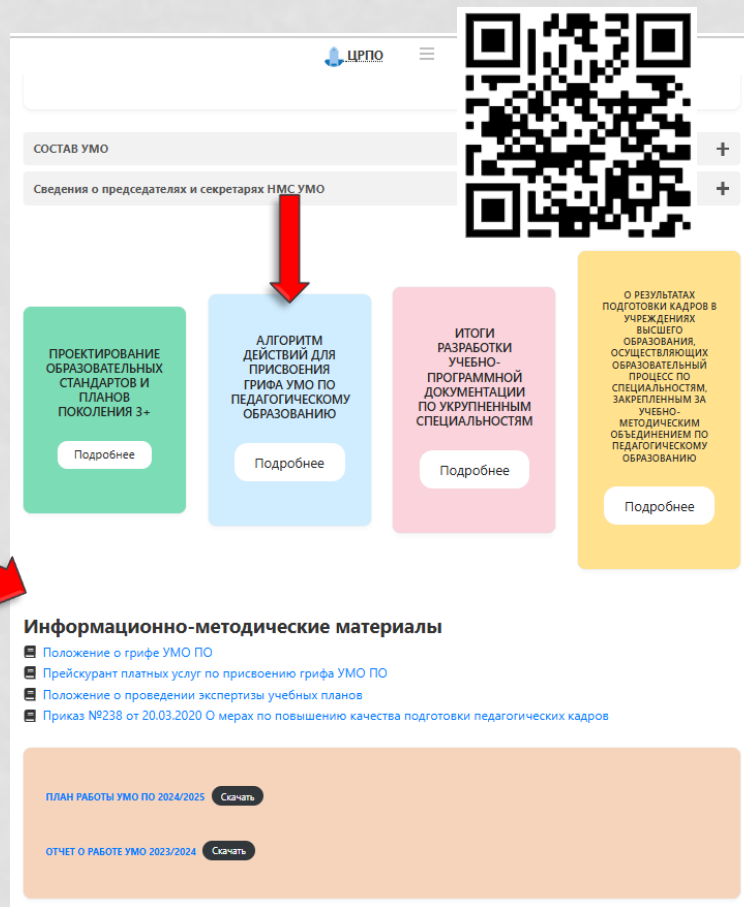 ЦРПО
СОСТАВ УМО
Сведения о председателях и секретарях НМС УМО
ПРОЕКТИРОВАНИЕ
ОБРАЗОВАТЕЛЬНЫХ
СТАНДАРТОВ И
ПЛАНОВ
ПОКОЛЕНИЯ 3+
Подробнее
АЛГОРИТМ
ДЕЙСТВИЙ ДЛЯ
ПРИСВОЕНИЯ
ГРИФА УМО ПО
ПЕДАГОГИЧЕСКОМУ
ОБРАЗОВАНИЮ
Подробнее
ИТОГИ
РАЗРАБОТКИ
УЧЕБНО-
ПРОГРАММНОЙ
ДОКУМЕНТАЦИИ
ПО УКРУПНЕННЫМ
СПЕЦИАЛЬНОСТЯМ
Подробнее
О РЕЗУЛЬТАТАХ
ПОДГОТОВКИ КАДРОВ В
УЧРЕЖДЕНИЯХ
ВЫСШЕГО
ОБРАЗОВАНИЯ,
ОСУЩЕСТВЛЯЮЩИХ
ОБРАЗОВАТЕЛЬНЫЙ
ПРОЦЕСС ПО
СПЕЦИАЛЬНОСТЯМ,
ЗАКРЕПЛЕННЫМ ЗА
УЧЕБНО-
МЕТОДИЧЕСКИМ
ОБЪЕДИНЕНИЕМ ПО
ПЕДАГОГИЧЕСКОМУ
ОБРАЗОВАНИЮ
Подробнее
Информационно-методические материалы
Положение о грифе УМО ПО
Прейскурант платных услуг по присвоению грифа УМО ПО
Положение о проведении экспертизы учебных планов
Приказ №238 от 20.03.2020 О мерах по повышению качества подготовки педагогических кадров
ПЛАН РАБОТЫ УМО ПО 2024/2025 Скачать
ОТЧЕТ О РАБОТЕ УМО 2023/2024 Скачать